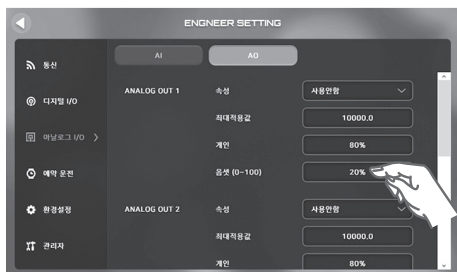 ENGNEER SETTING
통신
디지털 I/O
아날로그 I/O
예약 운전
환경설정
관리자
AI
AO
ANALOG OUT 1
속성
사용안함
최대적용값
10000.0
게인
80%
옵셋 (0~100)
20%
ANALOG OUT 2
속성
사용안함
최대적용값
10000.0
게인
80%